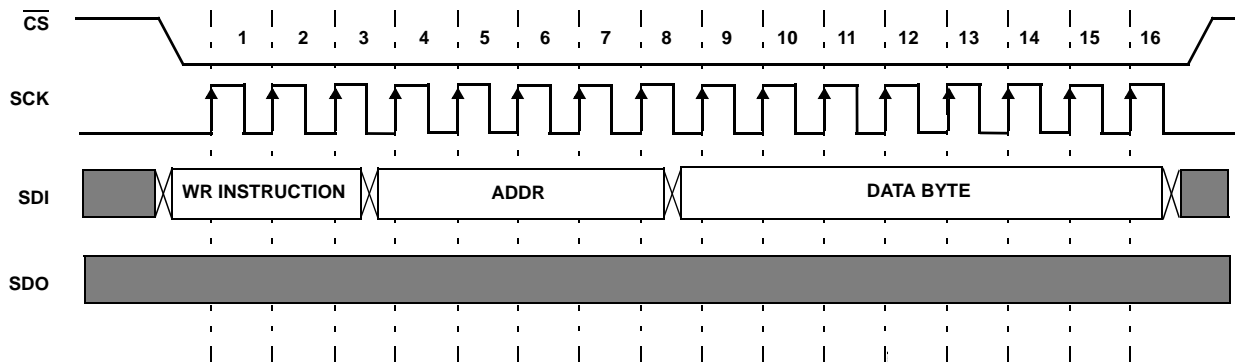 CS
1 2 3 4 5 6 7 8 9 10 11 12 13 14 15 16
SCK
SDI
WR INSTRUCTION ADDR DATA BYTE
SDO